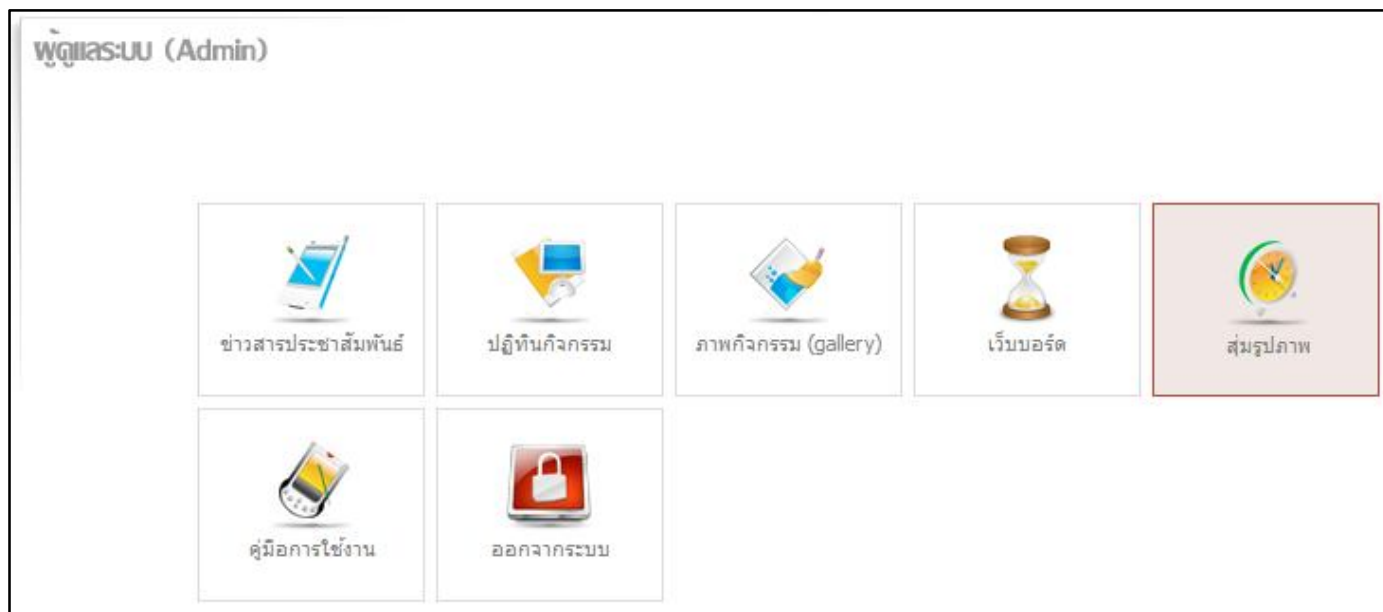 ผู้ดูแลระบบ (Admin)
ข่าวสารประชาสัมพันธ์
ปฏิทินกิจกรรม
ภาพกิจกรรม (gallery)
เว็บบอร์ด
สุ่มรูปภาพ
คู่มือการใช้งาน
ออกจากระบบ